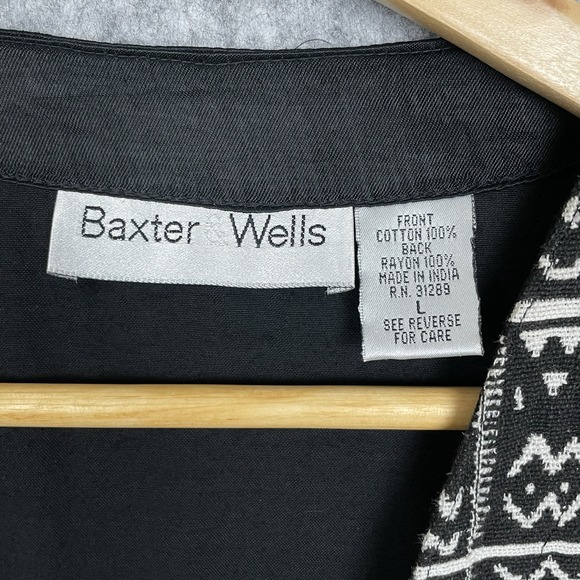 Baxter & Wells
FRONT
COTTON 100%
BACK
RAYON 100%
MADE IN INDIA
R.N. 31289
L
SEE REVERSE
FOR CARE